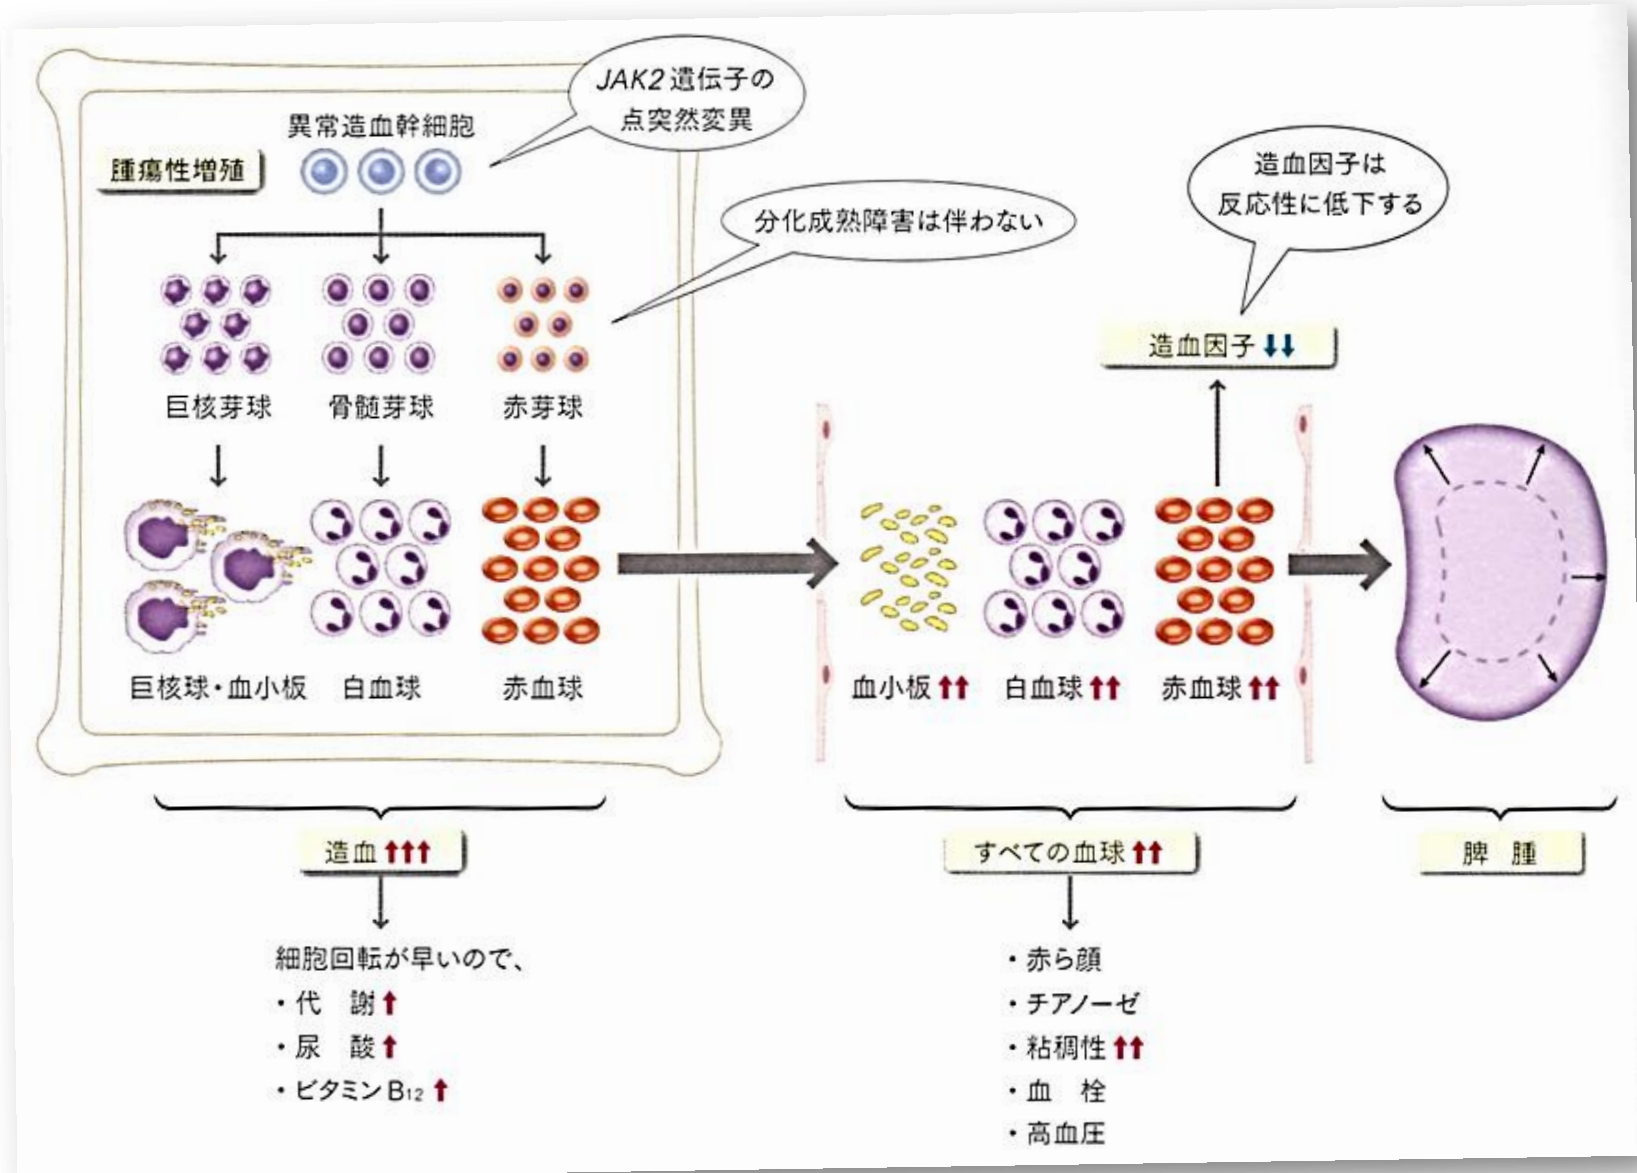 JAK2遺伝子の
点突然変異
異常造血幹細胞
腫瘍性増殖
造血因子は
反応性に低下する
分化成熟障害は伴わない
造血因子⬇⬇
巨核芽球
骨髄芽球
赤芽球
巨核球・血小板
白血球
赤血球
血小板⬆⬆
白血球⬆⬆
赤血球⬆⬆
造血⬆⬆⬆
すべての血球⬆⬆
脾 腫
細胞回転が早いので、
・代 謝⬆
・尿 酸⬆
・ビタミンB₁₂⬆
・赤ら顔
・チアノーゼ
・粘稠性⬆⬆
・血 栓
・高血圧